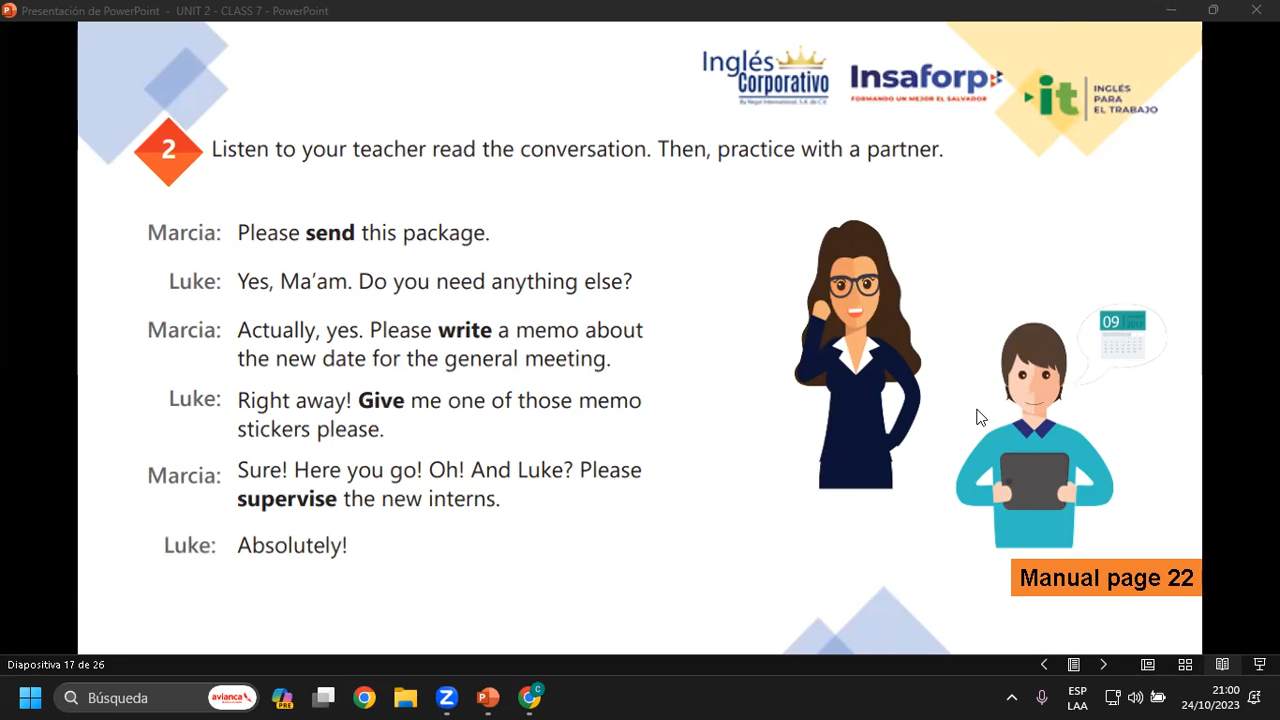 Presentación de PowerPoint - UNIT 2 - CLASS 7 - PowerPoint
Inglés
Corporativo
Insaforp
FORMANDO UN MEJOR EL SALVADOR
it
INGLÉS
PARA
EL TRABAJO
2
Listen to your teacher read the conversation. Then, practice with a partner.
Marcia: Please send this package.
Luke: Yes, Ma’am. Do you need anything else?
Marcia: Actually, yes. Please write a memo about
the new date for the general meeting.
Luke: Right away! Give me one of those memo
stickers please.
Marcia: Sure! Here you go! Oh! And Luke? Please
supervise the new interns.
Luke: Absolutely!
09
Manual page 22
Diapositiva 17 de 26
Búsqueda
avianca
PRE
C
ESP
LAA
21:00
24/10/2023